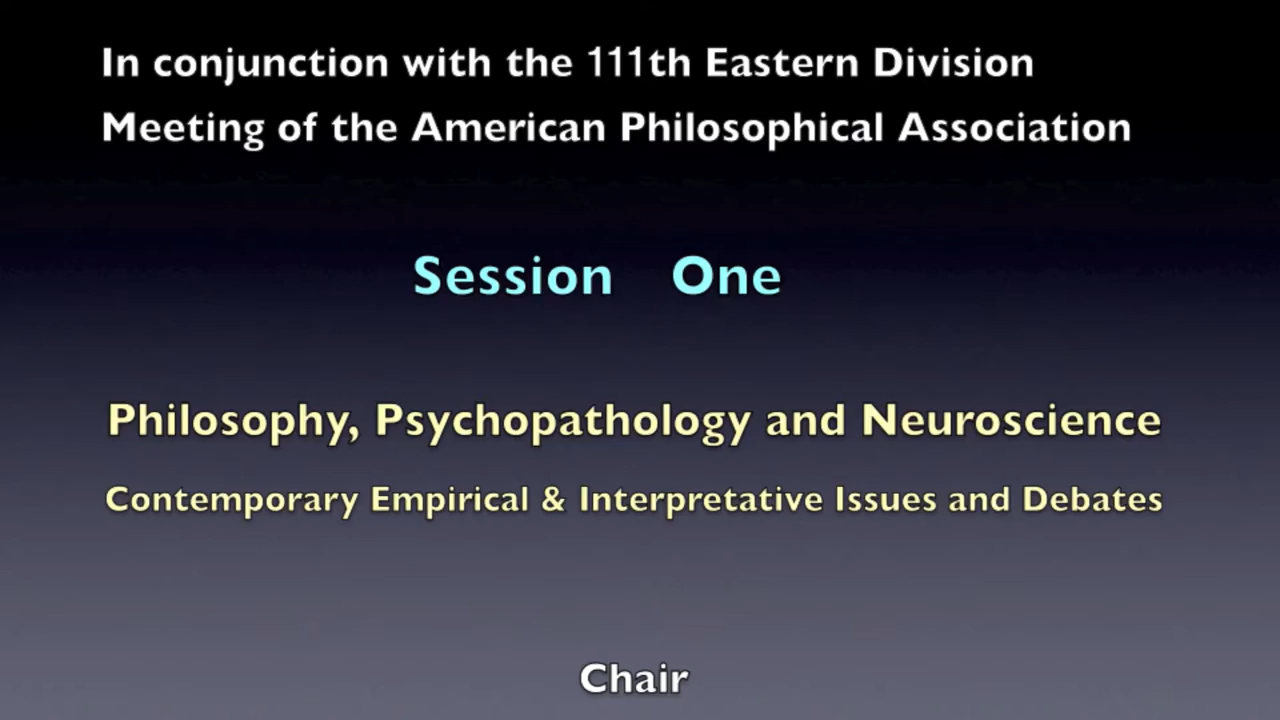 In conjunction with the 111th Eastern Division
Meeting of the American Philosophical Association
Session One
Philosophy, Psychopathology and Neuroscience
Contemporary Empirical & Interpretative Issues and Debates
Chair